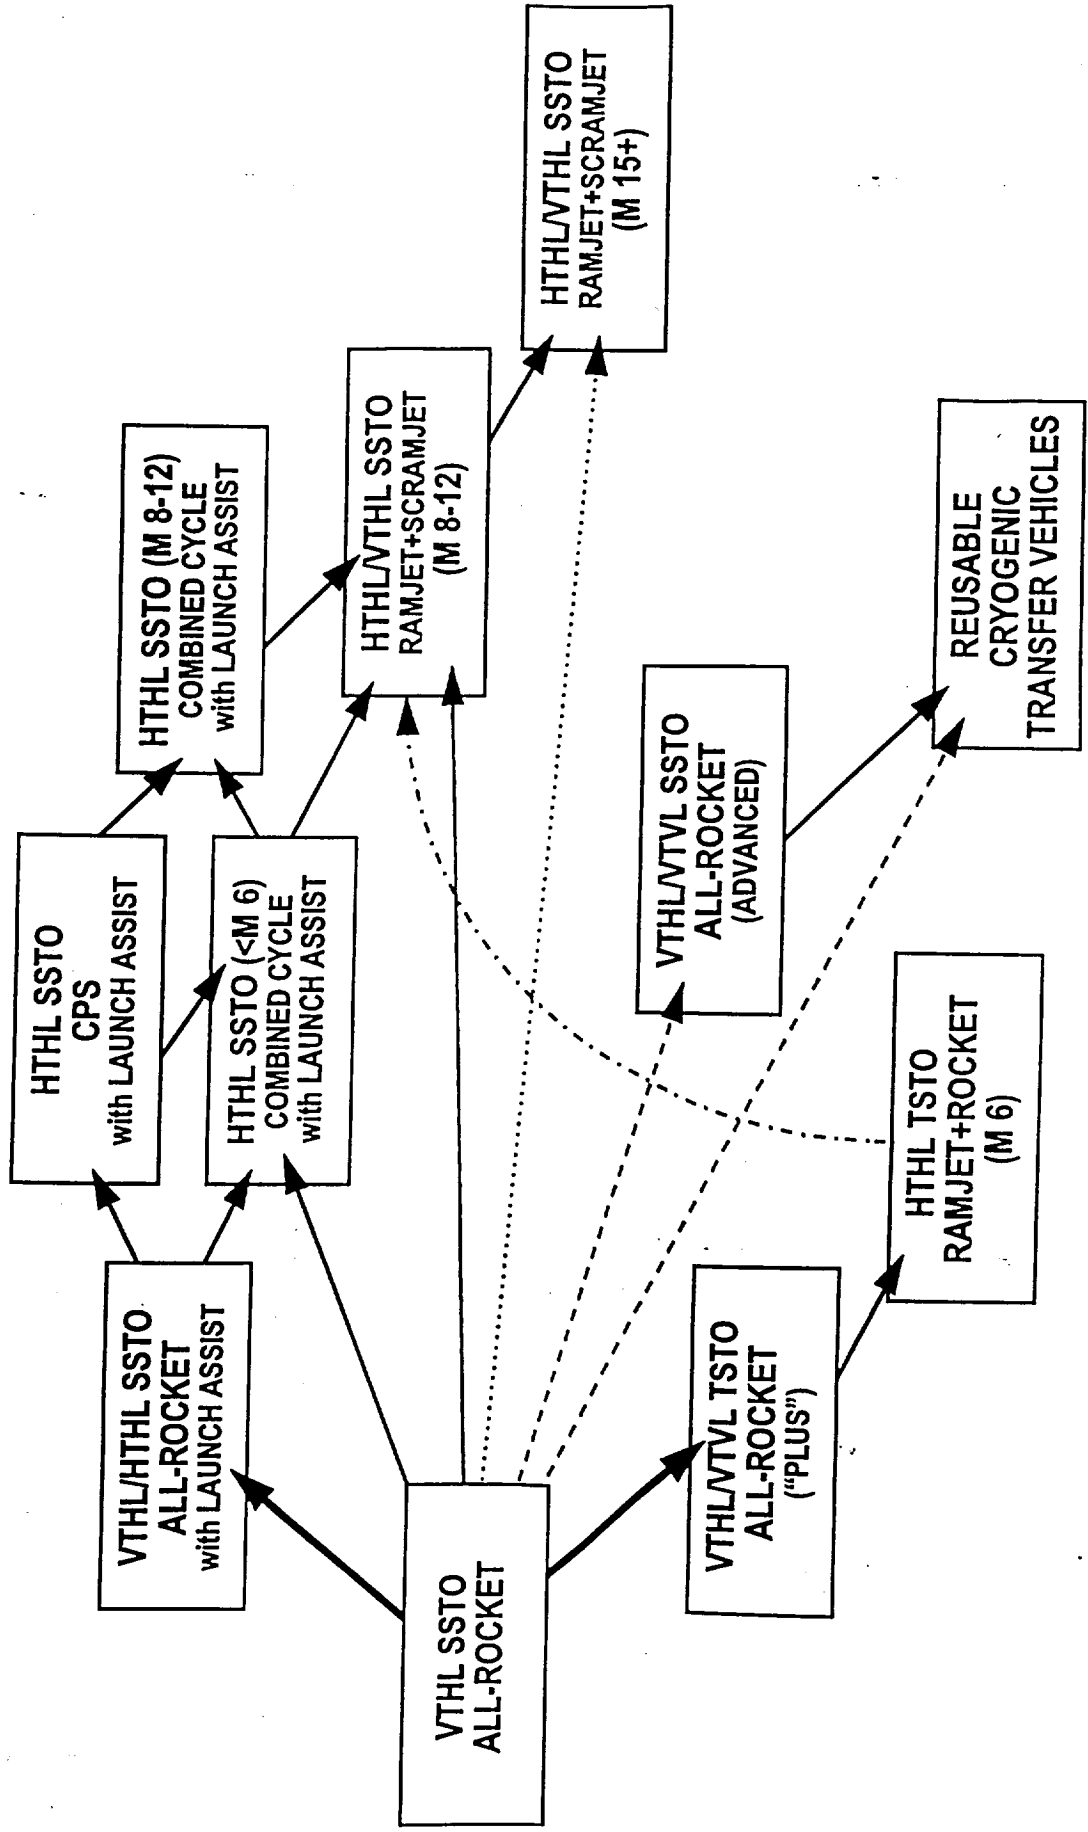 VTHL SSTO
ALL-ROCKET
VTHL/HTHL SSTO
ALL-ROCKET
with LAUNCH ASSIST
VTHL/VTVL TSTO
ALL-ROCKET
("PLUS")
HTHL SSTO
CPS
with LAUNCH ASSIST
HTHL SSTO (<M 6)
COMBINED CYCLE
with LAUNCH ASSIST
HTHL TSTO
RAMJET+ROCKET
(M 6)
VTHL/VTVL SSTO
ALL-ROCKET
(ADVANCED)
HTHL SSTO (M 8-12)
COMBINED CYCLE
with LAUNCH ASSIST
HTHL/VTHL SSTO
RAMJET+SCRAMJET
(M 8-12)
REUSABLE
CRYOGENIC
TRANSFER VEHICLES
HTHL/VTHL SSTO
RAMJET+SCRAMJET
(M 15+)